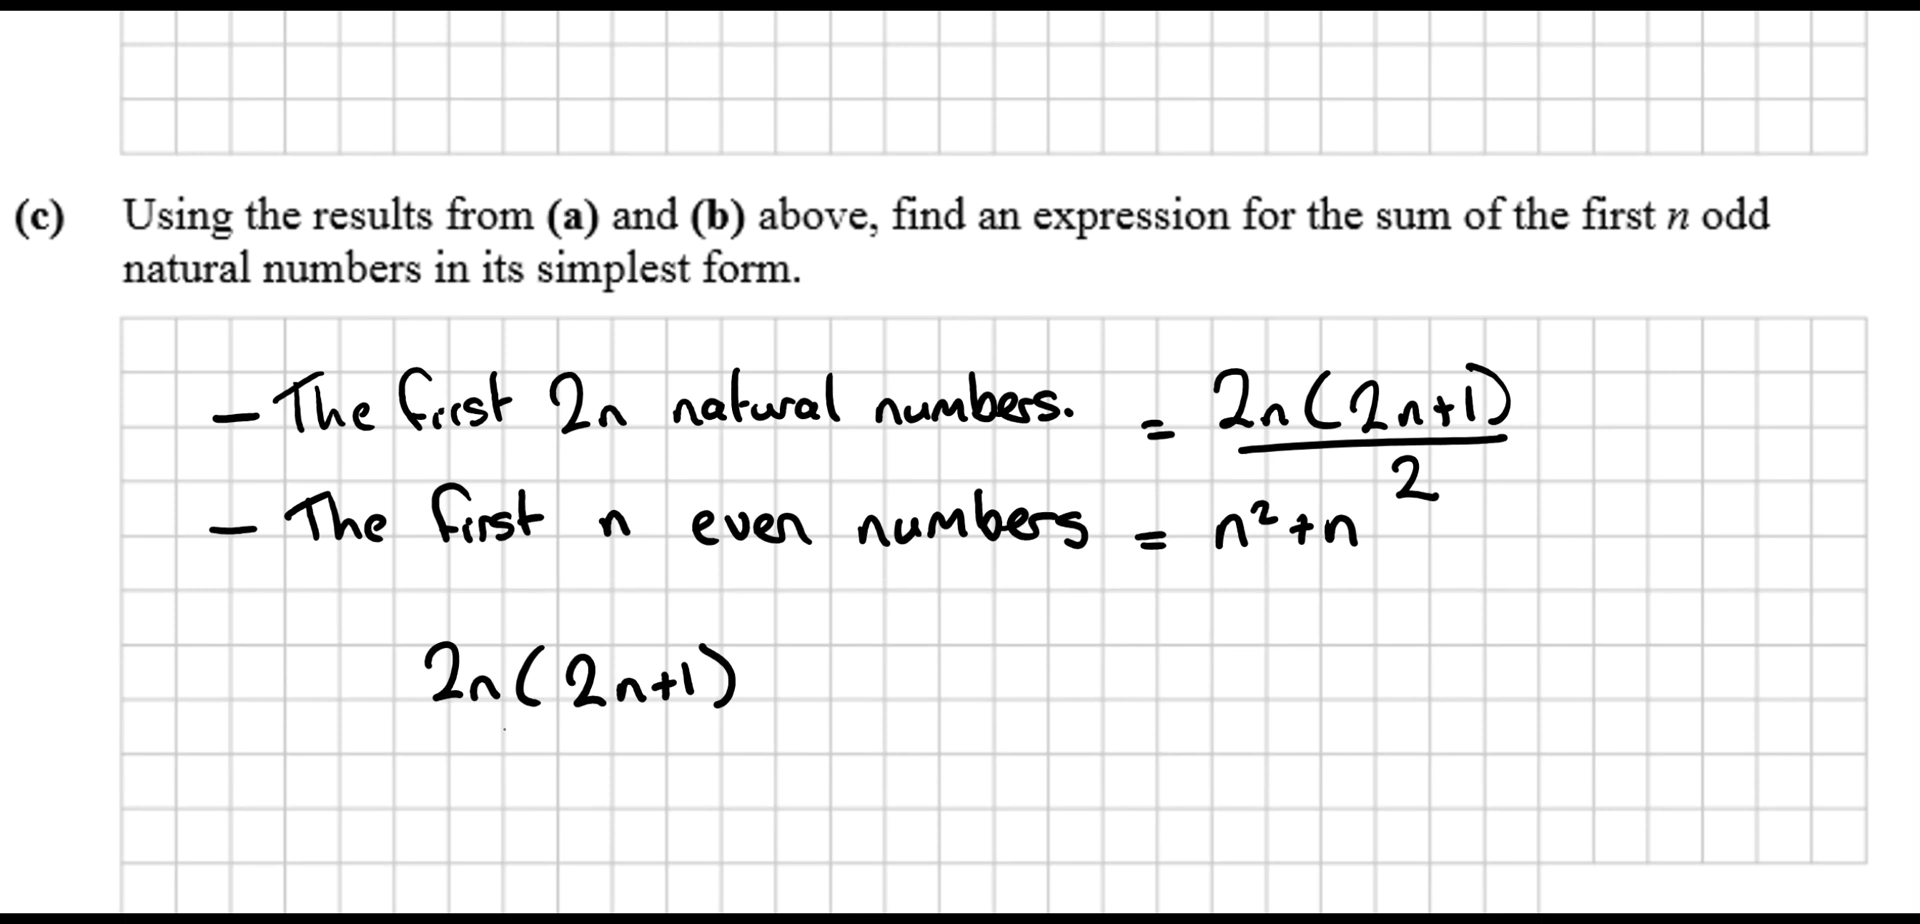 (c) Using the results from (a) and (b) above, find an expression for the sum of the first n odd
natural numbers in its simplest form.
- The first 2n natural numbers. = 2n(2n+1)/2
- The first n even numbers = n²+n
2n(2n+1)